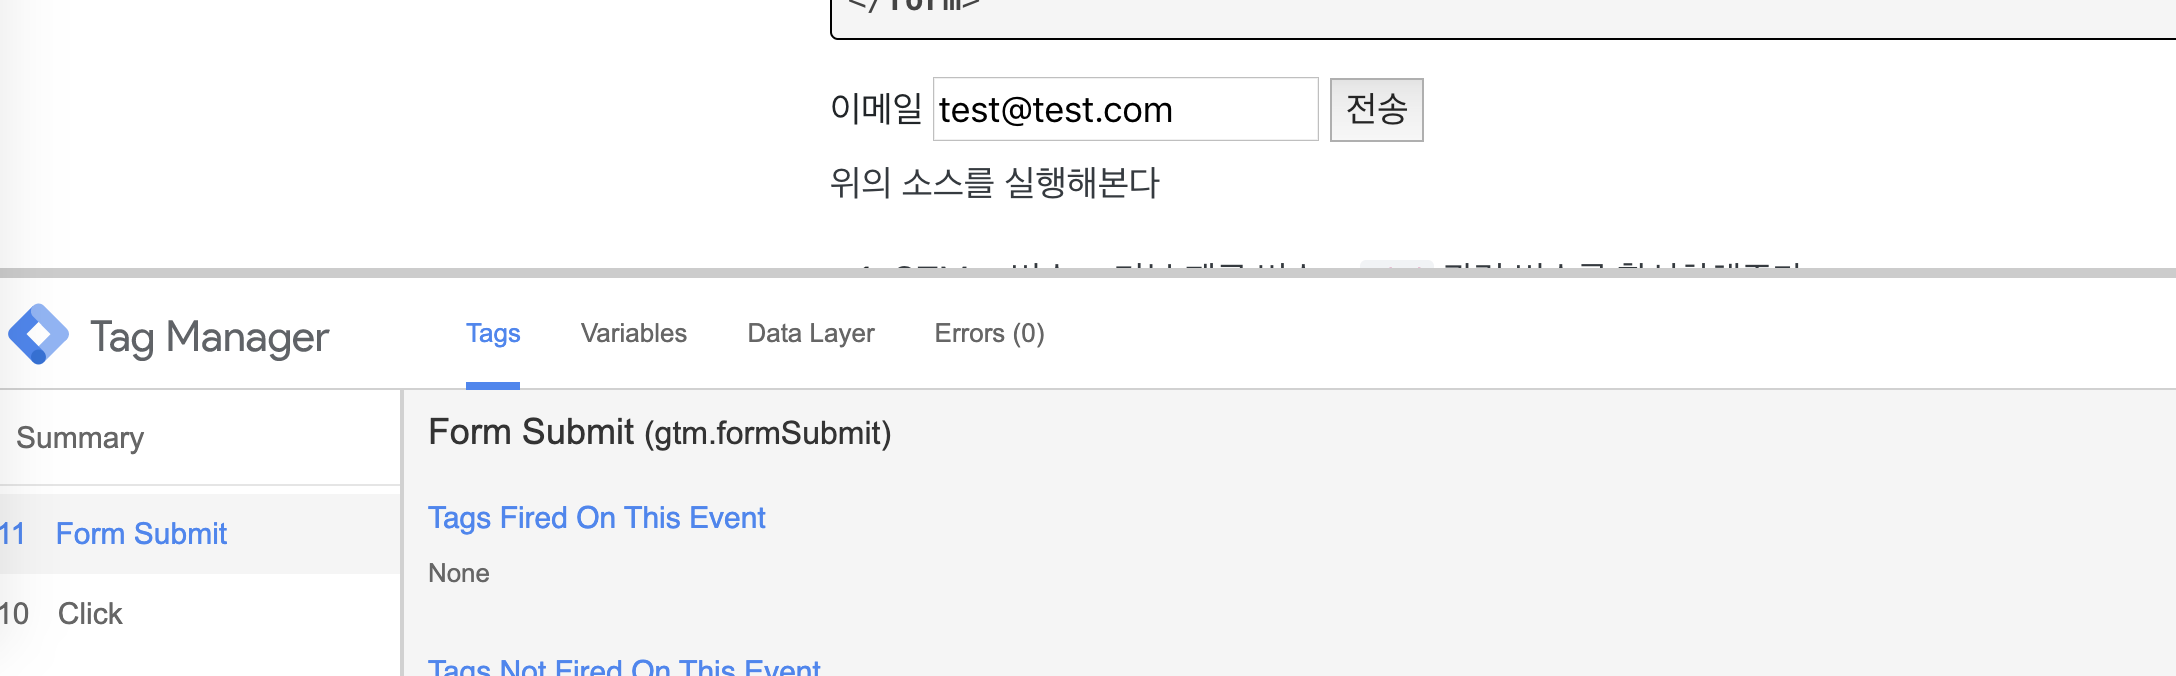 </form>
이메일 test@test.com 전송
위의 소스를 실행해본다
Tag Manager Tags Variables Data Layer Errors (0)
Summary
Form Submit (gtm.formSubmit)
Tags Fired On This Event
11 Form Submit
None
10 Click
Tags Not Fired On This Event